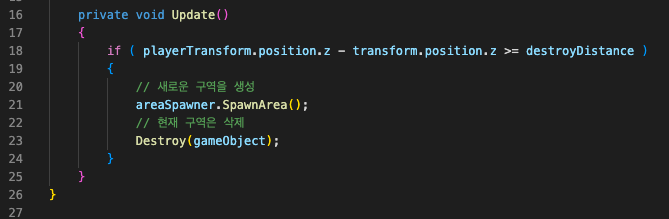 16 private void Update()
17 {
18 if ( playerTransform.position.z - transform.position.z >= destroyDistance )
19 {
20 // 새로운 구역을 생성
21 areaSpawner.SpawnArea();
22 // 현재 구역은 삭제
23 Destroy(gameObject);
24 }
25 }
26 }
27